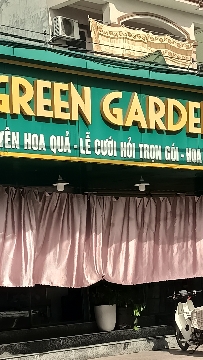 GREEN GARDE
YÊN HOA QUẢ - LỄ CƯỚI HỎI TRỌN GÓI - HOA